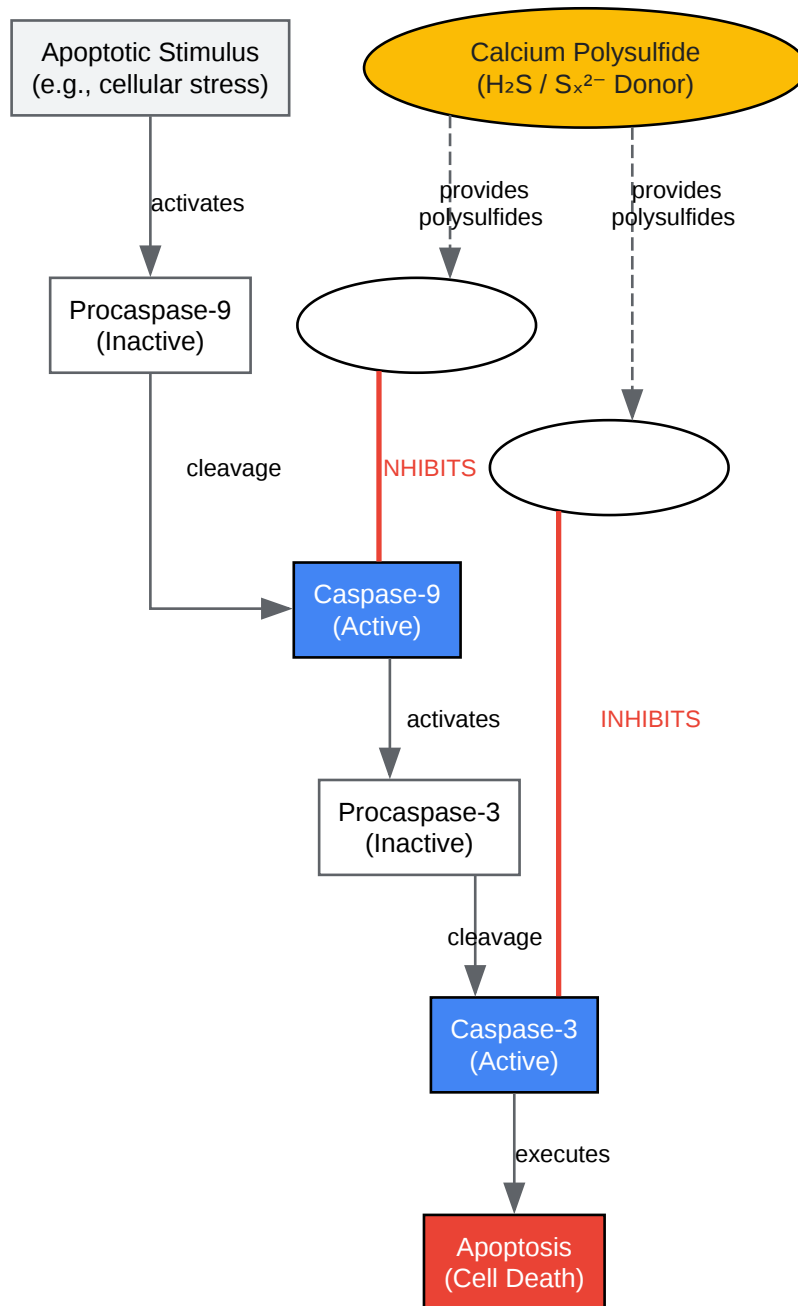 Apoptotic Stimulus
(e.g., cellular stress)
Calcium Polysulfide
(H₂S / Sₓ²⁻ Donor)
activates
provides
polysulfides
provides
polysulfides
Procaspase-9
(Inactive)
cleavage
NHIBITS
Caspase-9
(Active)
activates
INHIBITS
Procaspase-3
(Inactive)
cleavage
Caspase-3
(Active)
executes
Apoptosis
(Cell Death)